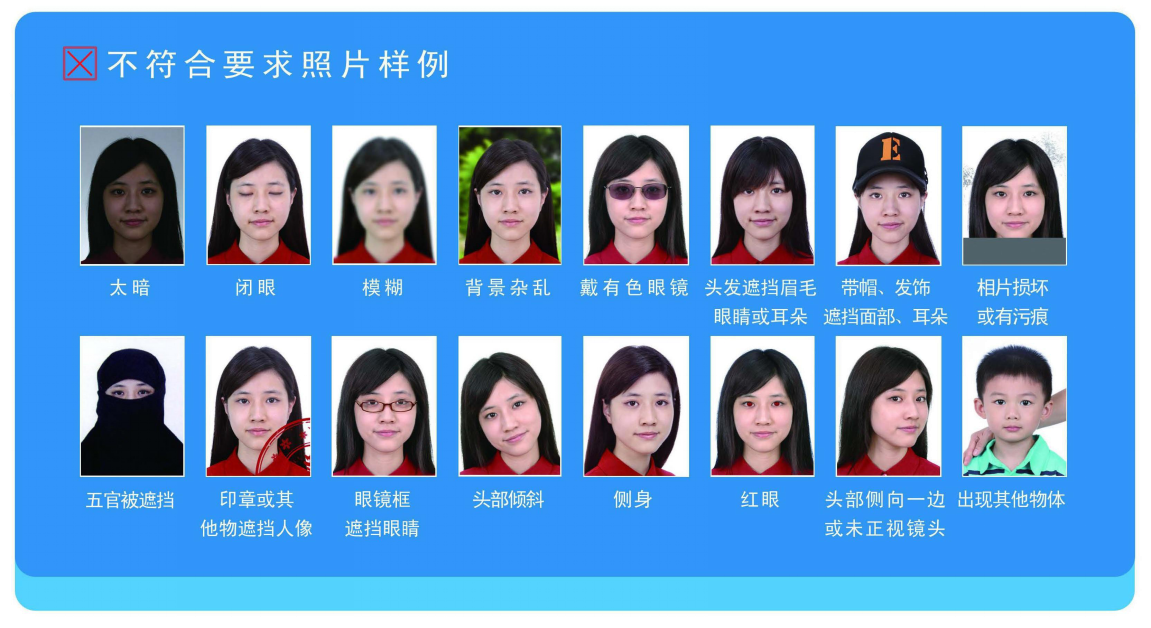 不符合要求照片样例
E
太暗
闭眼
模糊
背景杂乱
戴有色眼镜
头发遮挡眉毛
眼睛或耳朵
带帽、发饰
遮挡面部、耳朵
相片损坏
或有污痕
五官被遮挡
印章或其
他物遮挡人像
眼镜框
遮挡眼睛
头部倾斜
侧身
红眼
头部侧向一边
或未正视镜头
出现其他物体